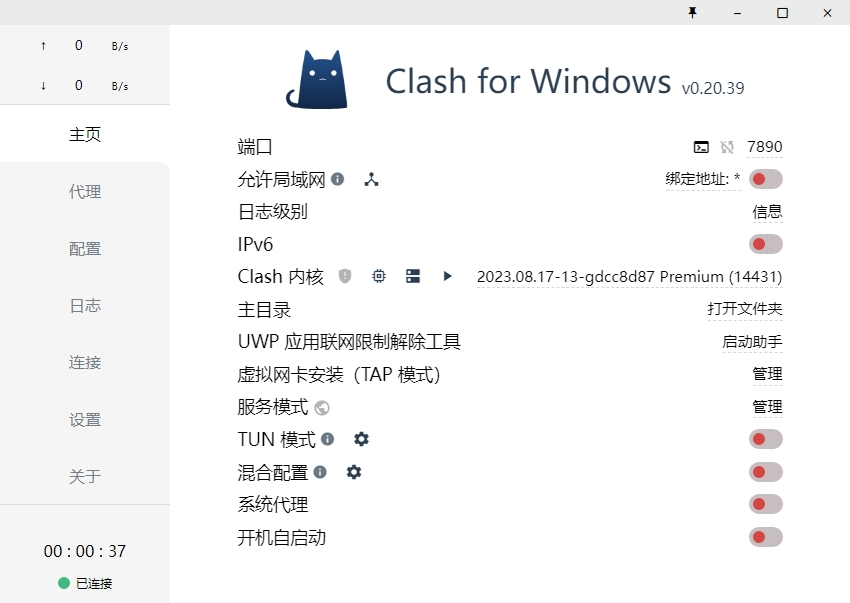 ↑ 0 B/s
↓ 0 B/s
主页
代理
配置
日志
连接
设置
关于
00 : 00 : 37
已连接
Clash for Windows v0.20.39
端口 7890
允许局域网 绑定地址: *
日志级别 信息
IPv6
Clash 内核 2023.08.17-13-gdcc8d87 Premium (14431)
主目录 打开文件夹
UWP 应用联网限制解除工具 启动助手
虚拟网卡安装（TAP 模式） 管理
服务模式 管理
TUN 模式
混合配置
系统代理
开机自启动